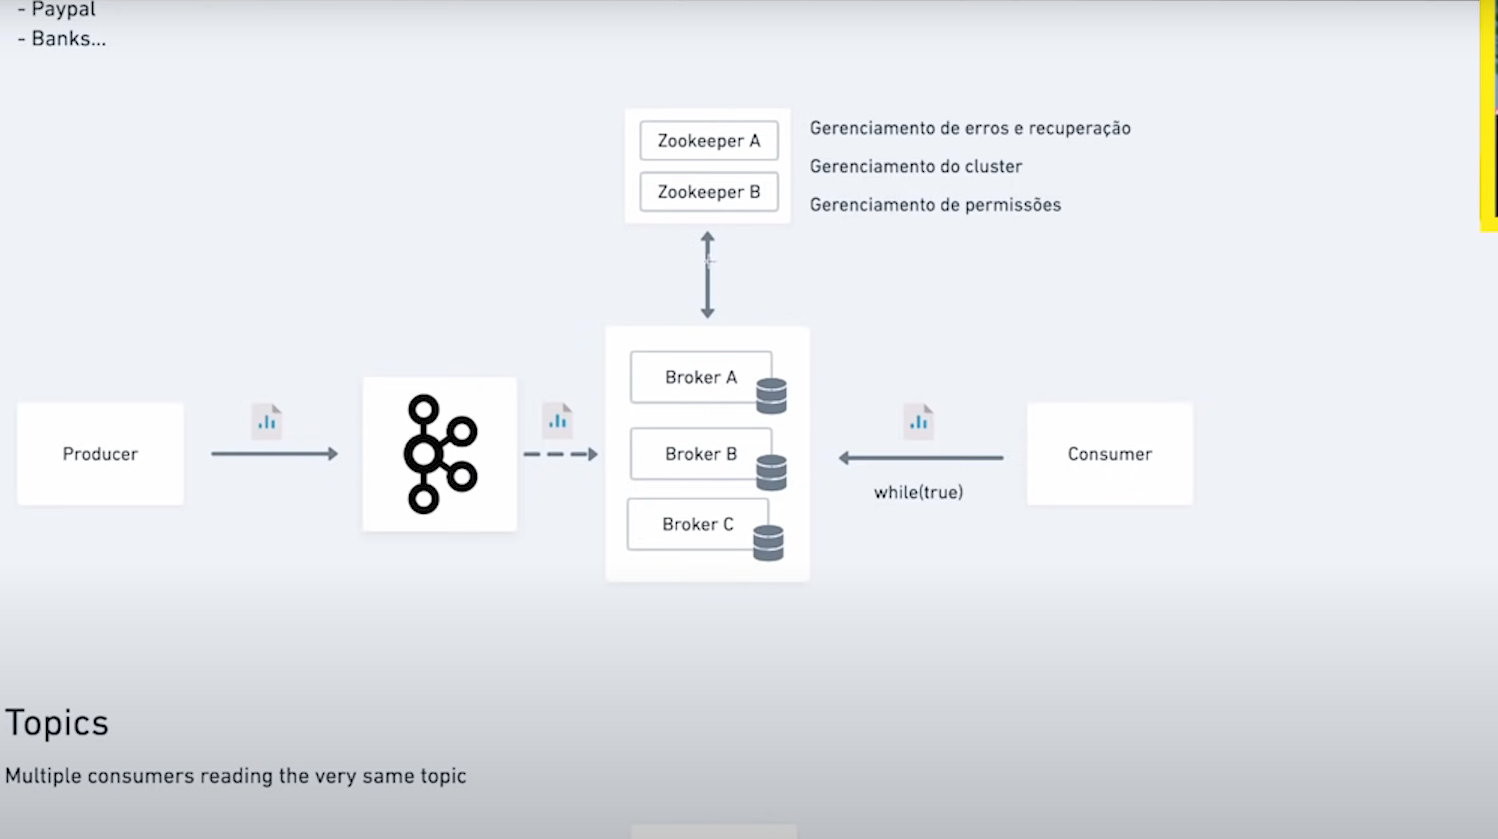 - Paypal
- Banks...
Zookeeper A
Zookeeper B
Gerenciamento de erros e recuperação
Gerenciamento do cluster
Gerenciamento de permissões
Producer
Broker A
Broker B
Broker C
while(true)
Consumer
Topics
Multiple consumers reading the very same topic